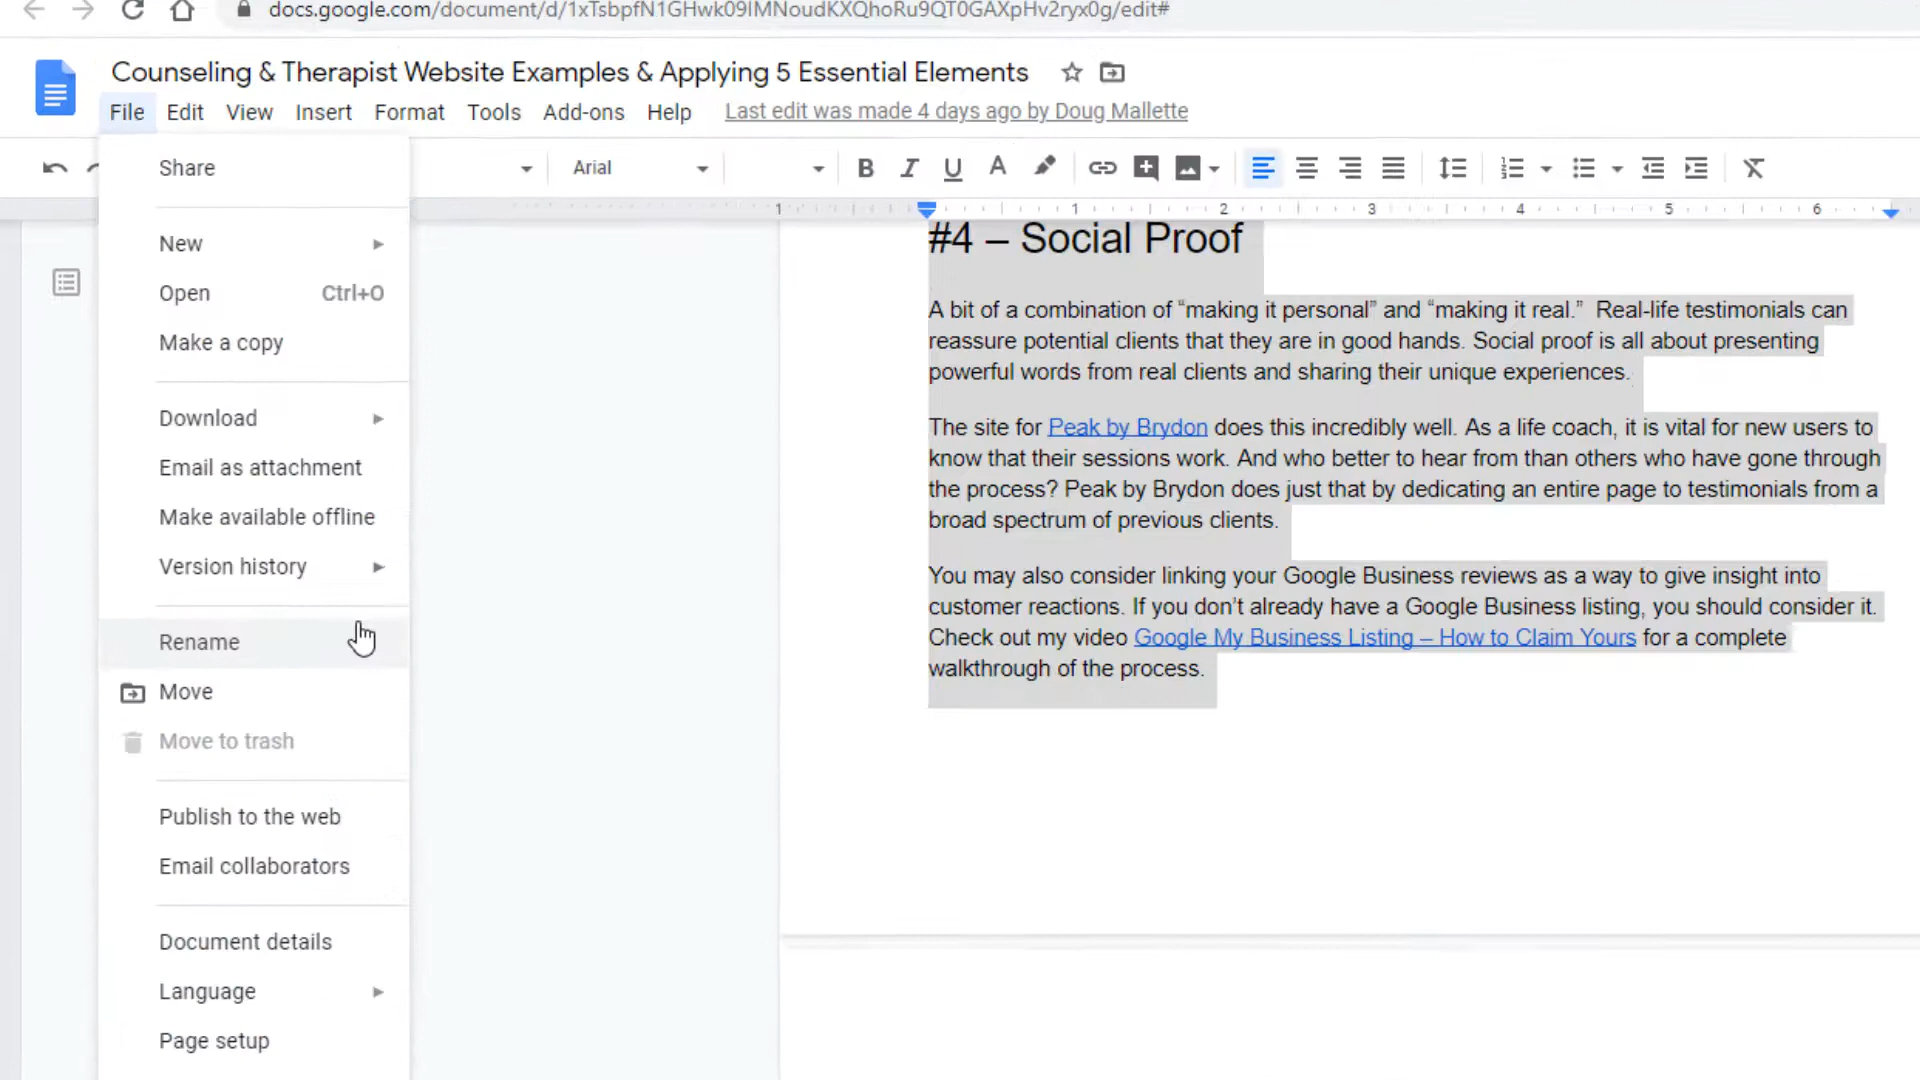 docs.google.com/document/d/1xTsbpfN1GHwk09IMNoudKXQhoRu9QT0GAXpHv2ryx0g/edit#
Counseling & Therapist Website Examples & Applying 5 Essential Elements
File Edit View Insert Format Tools Add-ons Help Last edit was made 4 days ago by Doug Mallette
Arial
1 1 2 3 4 5 6
Share
New
Open Ctrl+O
Make a copy
Download
Email as attachment
Make available offline
Version history
Rename
Move
Move to trash
Publish to the web
Email collaborators
Document details
Language
Page setup
#4 – Social Proof
A bit of a combination of “making it personal” and “making it real.” Real-life testimonials can
reassure potential clients that they are in good hands. Social proof is all about presenting
powerful words from real clients and sharing their unique experiences.
The site for Peak by Brydon does this incredibly well. As a life coach, it is vital for new users to
know that their sessions work. And who better to hear from than others who have gone through
the process? Peak by Brydon does just that by dedicating an entire page to testimonials from a
broad spectrum of previous clients.
You may also consider linking your Google Business reviews as a way to give insight into
customer reactions. If you don’t already have a Google Business listing, you should consider it.
Check out my video Google My Business Listing – How to Claim Yours for a complete
walkthrough of the process.